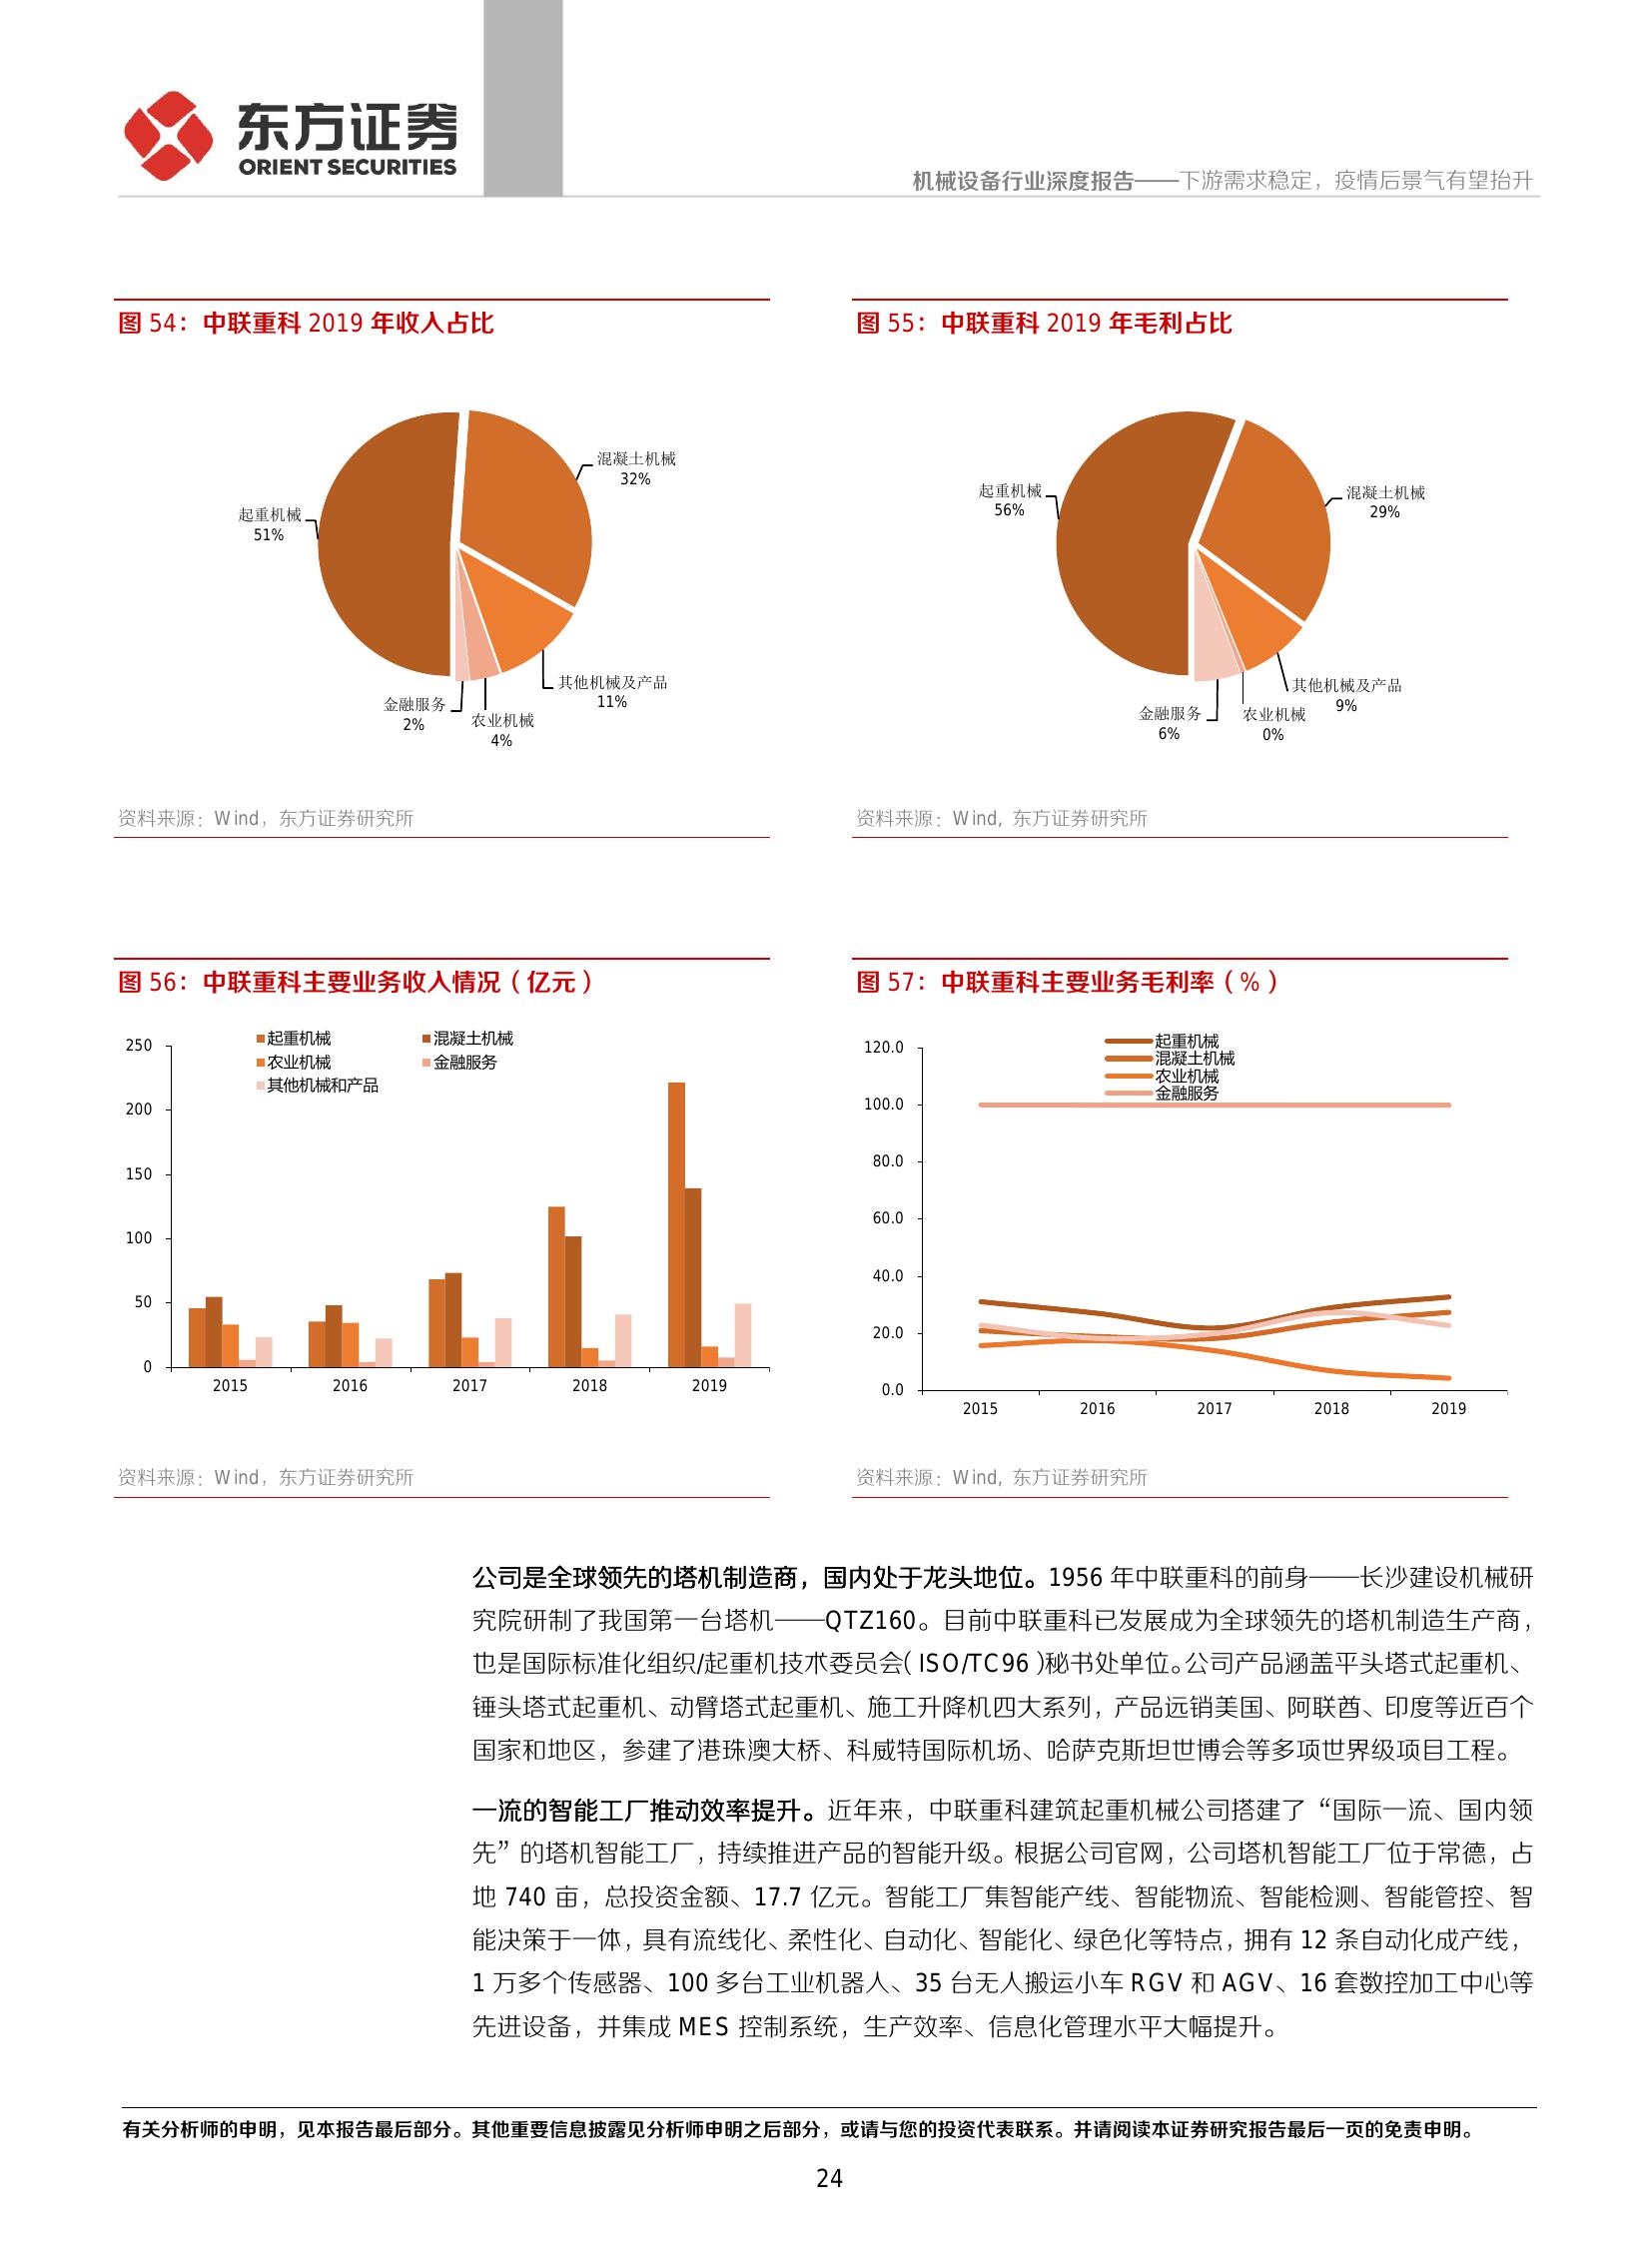 东方证券
ORIENT SECURITIES
机械设备行业深度报告——下游需求稳定，疫情后景气有望抬升
图 54：中联重科 2019 年收入占比
混凝土机械
32%
起重机械
51%
其他机械及产品
11%
金融服务
2%
农业机械
4%
资料来源：Wind，东方证券研究所
图 55：中联重科 2019 年毛利占比
起重机械
56%
混凝土机械
29%
其他机械及产品
9%
金融服务
6%
农业机械
0%
资料来源：Wind，东方证券研究所
图 56：中联重科主要业务收入情况（亿元）
起重机械 混凝土机械
农业机械 金融服务
其他机械和产品
250
200
150
100
50
0
2015 2016 2017 2018 2019
资料来源：Wind，东方证券研究所
图 57：中联重科主要业务毛利率（%）
起重机械
混凝土机械
农业机械
金融服务
120.0
100.0
80.0
60.0
40.0
20.0
0.0
2015 2016 2017 2018 2019
资料来源：Wind，东方证券研究所
公司是全球领先的塔机制造商，国内处于龙头地位。1956 年中联重科的前身——长沙建设机械研
究院研制了我国第一台塔机——QTZ160。目前中联重科已发展成为全球领先的塔机制造生产商，
也是国际标准化组织/起重机技术委员会（ISO/TC96）秘书处单位。公司产品涵盖平头塔式起重机、
锤头塔式起重机、动臂塔式起重机、施工升降机四大系列，产品远销美国、阿联酋、印度等近百个
国家和地区，参建了港珠澳大桥、科威特国际机场、哈萨克斯坦世博会等多项世界级项目工程。
一流的智能工厂推动效率提升。近年来，中联重科建筑起重机械公司搭建了“国际一流、国内领
先”的塔机智能工厂，持续推进产品的智能升级。根据公司官网，公司塔机智能工厂位于常德，占
地 740 亩，总投资金额、17.7 亿元。智能工厂集智能产线、智能物流、智能检测、智能管控、智
能决策于一体，具有流线化、柔性化、自动化、智能化、绿色化等特点，拥有 12 条自动化成产线，
1 万多个传感器、100 多台工业机器人、35 台无人搬运小车 RGV 和 AGV、16 套数控加工中心等
先进设备，并集成 MES 控制系统，生产效率、信息化管理水平大幅提升。
有关分析师的申明，见本报告最后部分。其他重要信息披露见分析师申明之后部分，或请与您的投资代表联系。并请阅读本证券研究报告最后一页的免责申明。
24